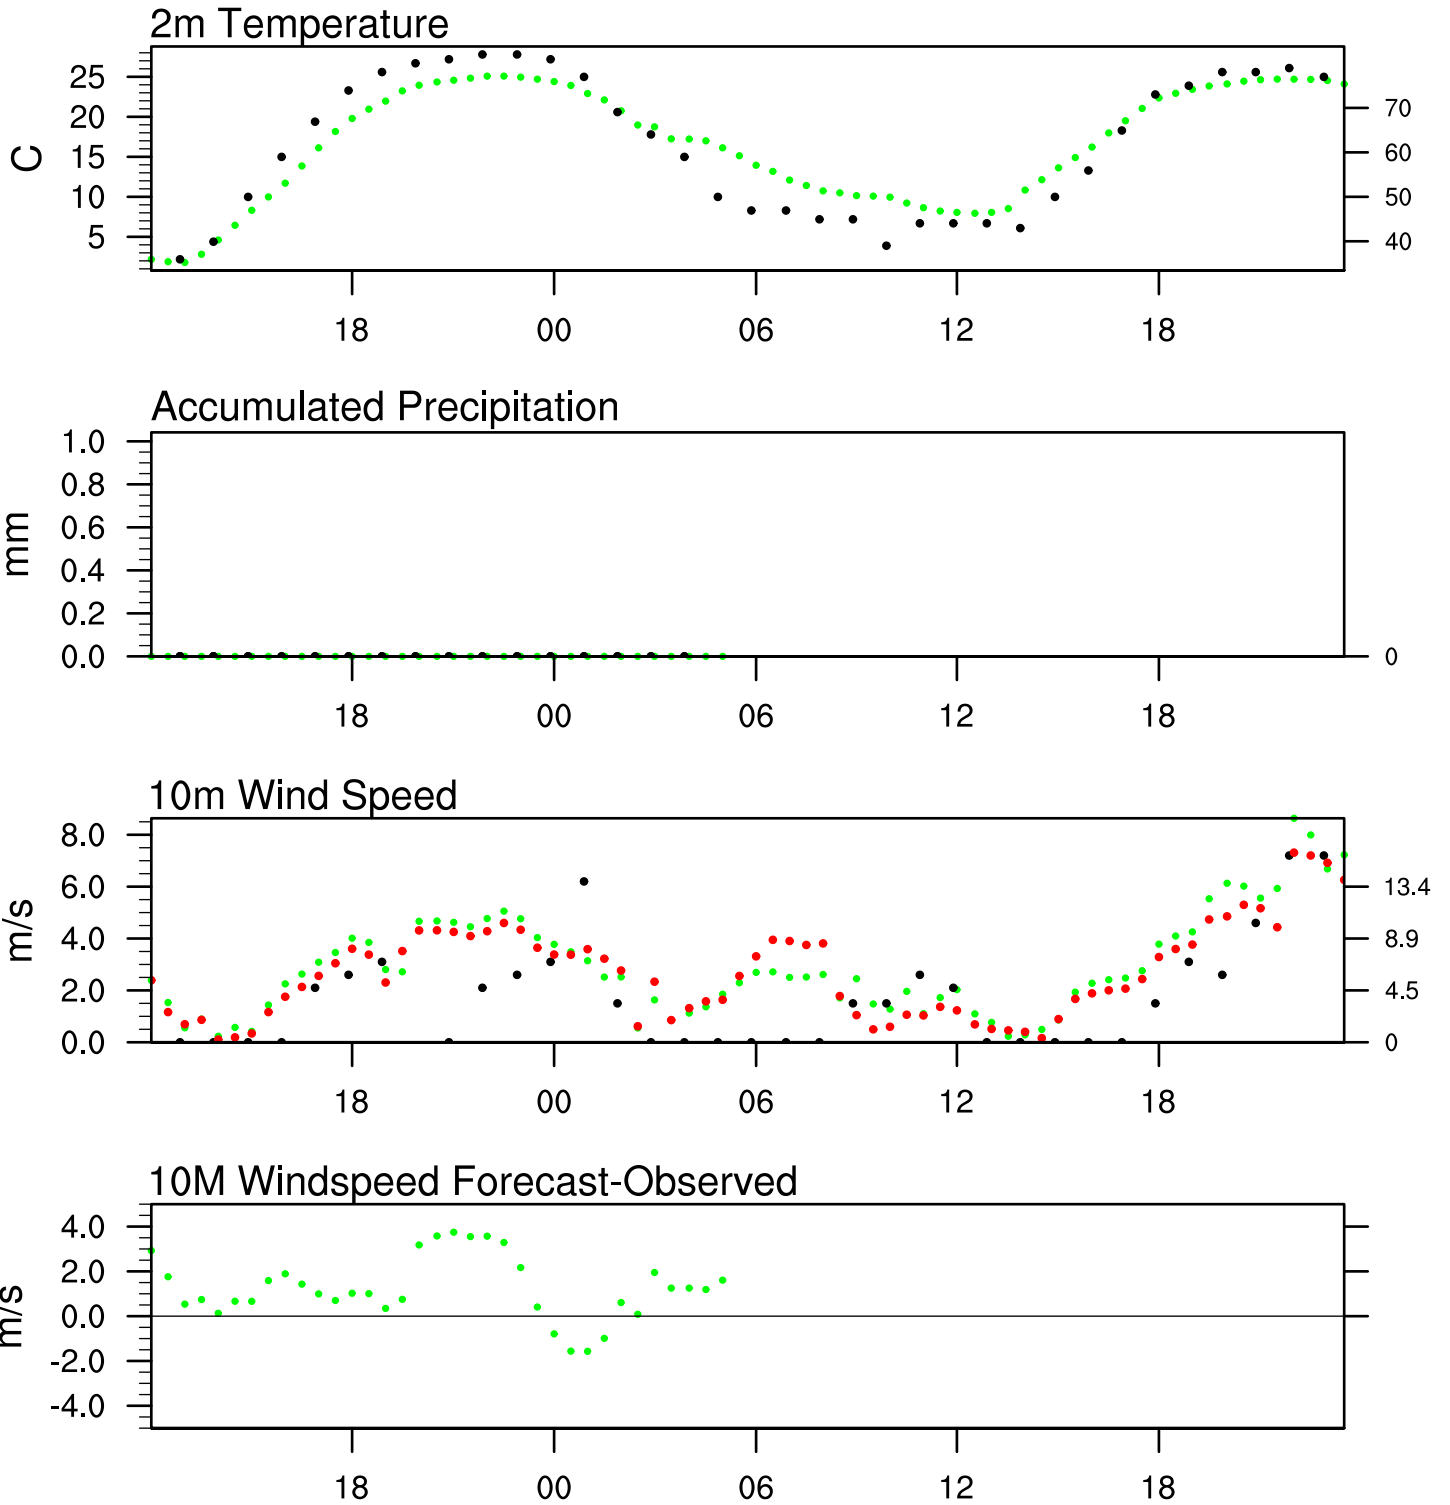 2m Temperature
25
20
15
10
5
C
70
60
50
40
18 00 06 12 18
Accumulated Precipitation
1.0
0.8
0.6
0.4
0.2
0.0
mm
0
18 00 06 12 18
10m Wind Speed
8.0
6.0
4.0
2.0
0.0
m/s
13.4
8.9
4.5
0
18 00 06 12 18
10M Windspeed Forecast-Observed
4.0
2.0
0.0
-2.0
-4.0
m/s
18 00 06 12 18